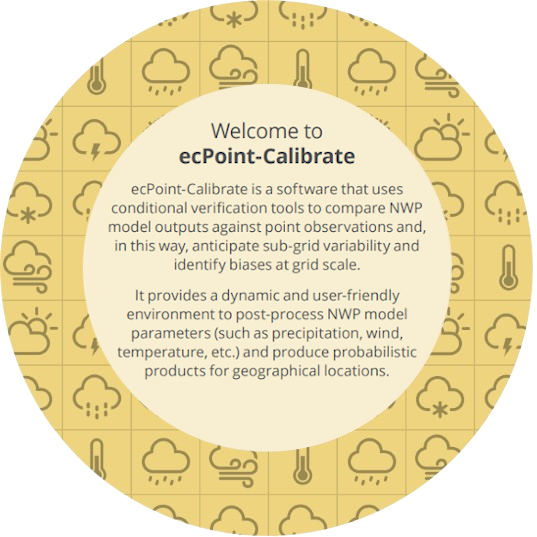 Welcome to
ecPoint-Calibrate
ecPoint-Calibrate is a software that uses
conditional verification tools to compare NWP
model outputs against point observations and,
in this way, anticipate sub-grid variability and
identify biases at grid scale.
It provides a dynamic and user-friendly
environment to post-process NWP model
parameters (such as precipitation, wind,
temperature, etc.) and produce probabilistic
products for geographical locations.